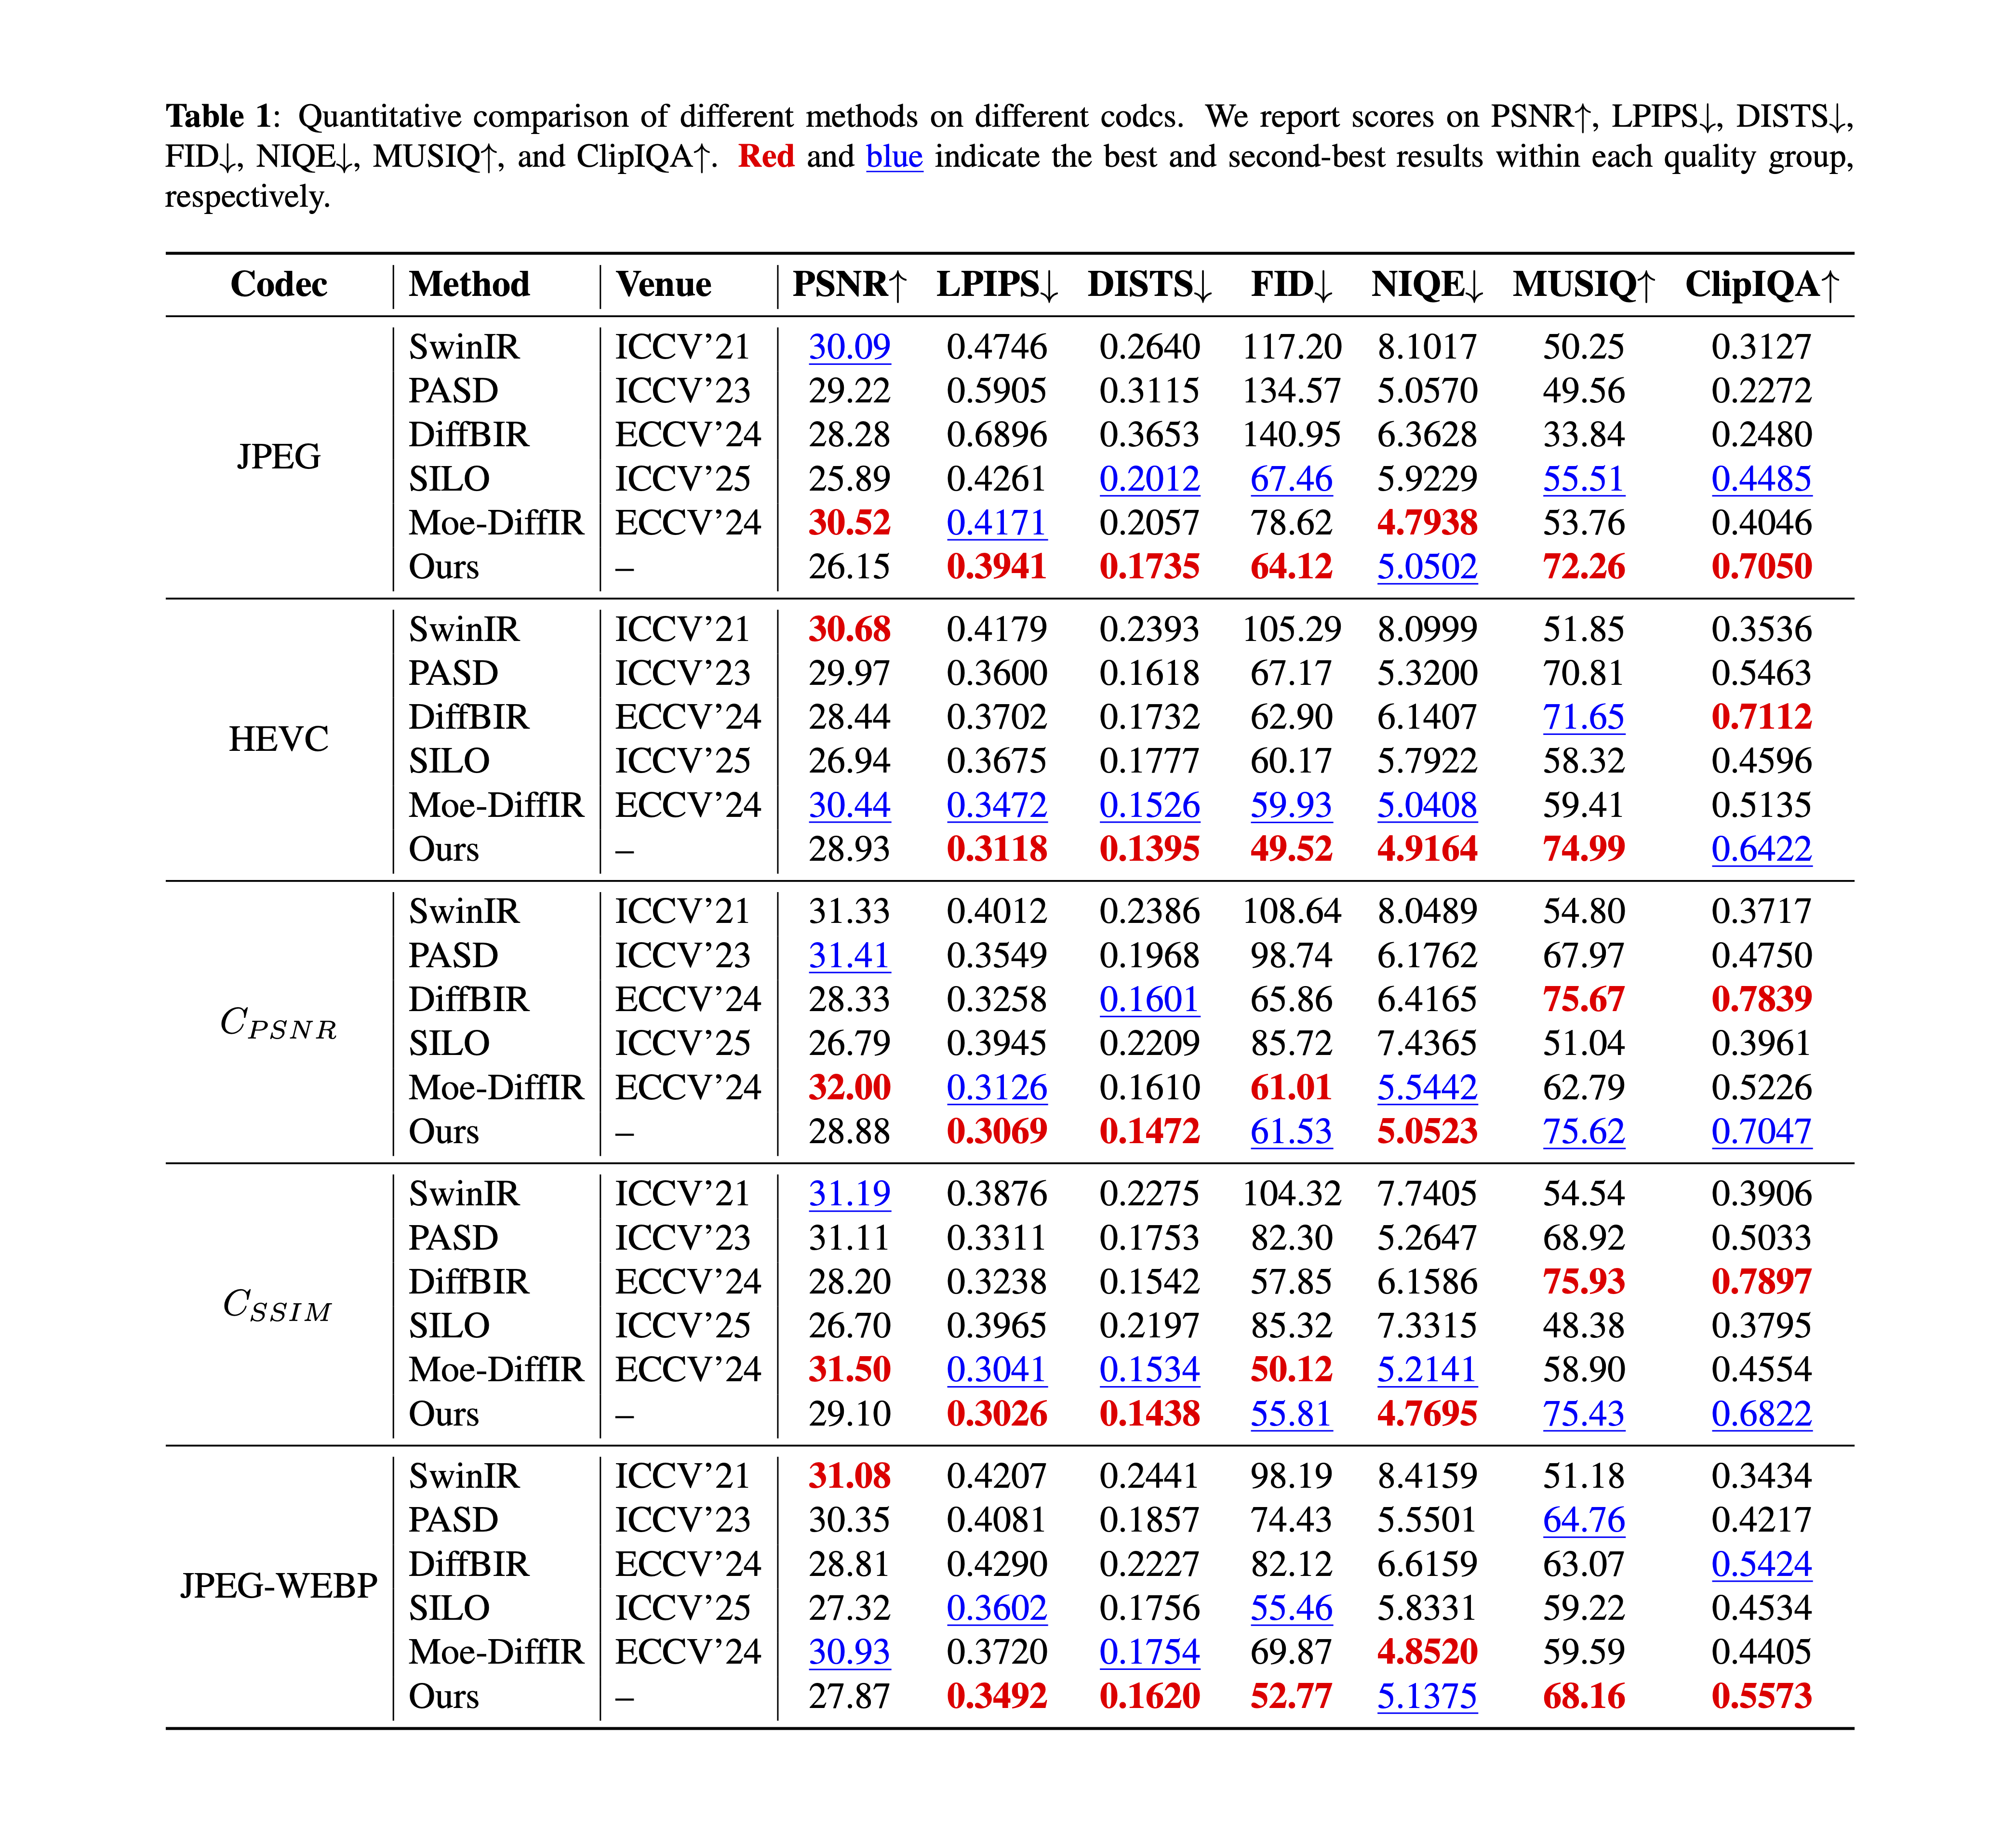 Table 1: Quantitative comparison of different methods on different codcs. We report scores on PSNR↑, LPIPS↓, DISTS↓,
FID↓, NIQE↓, MUSIQ↑, and ClipIQA↑. Red and blue indicate the best and second-best results within each quality group,
respectively.
Codec Method Venue PSNR↑ LPIPS↓ DISTS↓ FID↓ NIQE↓ MUSIQ↑ ClipIQA↑
JPEG
SwinIR ICCV’21 30.09 0.4746 0.2640 117.20 8.1017 50.25 0.3127
PASD ICCV’23 29.22 0.5905 0.3115 134.57 5.0570 49.56 0.2272
DiffBIR ECCV’24 28.28 0.6896 0.3653 140.95 6.3628 33.84 0.2480
SILO ICCV’25 25.89 0.4261 0.2012 67.46 5.9229 55.51 0.4485
Moe-DiffIR ECCV’24 30.52 0.4171 0.2057 78.62 4.7938 53.76 0.4046
Ours – 26.15 0.3941 0.1735 64.12 5.0502 72.26 0.7050
HEVC
SwinIR ICCV’21 30.68 0.4179 0.2393 105.29 8.0999 51.85 0.3536
PASD ICCV’23 29.97 0.3600 0.1618 67.17 5.3200 70.81 0.5463
DiffBIR ECCV’24 28.44 0.3702 0.1732 62.90 6.1407 71.65 0.7112
SILO ICCV’25 26.94 0.3675 0.1777 60.17 5.7922 58.32 0.4596
Moe-DiffIR ECCV’24 30.44 0.3472 0.1526 59.93 5.0408 59.41 0.5135
Ours – 28.93 0.3118 0.1395 49.52 4.9164 74.99 0.6422
C_PSNR
SwinIR ICCV’21 31.33 0.4012 0.2386 108.64 8.0489 54.80 0.3717
PASD ICCV’23 31.41 0.3549 0.1968 98.74 6.1762 67.97 0.4750
DiffBIR ECCV’24 28.33 0.3258 0.1601 65.86 6.4165 75.67 0.7839
SILO ICCV’25 26.79 0.3945 0.2209 85.72 7.4365 51.04 0.3961
Moe-DiffIR ECCV’24 32.00 0.3126 0.1610 61.01 5.5442 62.79 0.5226
Ours – 28.88 0.3069 0.1472 61.53 5.0523 75.62 0.7047
C_SSIM
SwinIR ICCV’21 31.19 0.3876 0.2275 104.32 7.7405 54.54 0.3906
PASD ICCV’23 31.11 0.3311 0.1753 82.30 5.2647 68.92 0.5033
DiffBIR ECCV’24 28.20 0.3238 0.1542 57.85 6.1586 75.93 0.7897
SILO ICCV’25 26.70 0.3965 0.2197 85.32 7.3315 48.38 0.3795
Moe-DiffIR ECCV’24 31.50 0.3041 0.1534 50.12 5.2141 58.90 0.4554
Ours – 29.10 0.3026 0.1438 55.81 4.7695 75.43 0.6822
JPEG-WEBP
SwinIR ICCV’21 31.08 0.4207 0.2441 98.19 8.4159 51.18 0.3434
PASD ICCV’23 30.35 0.4081 0.1857 74.43 5.5501 64.76 0.4217
DiffBIR ECCV’24 28.81 0.4290 0.2227 82.12 6.6159 63.07 0.5424
SILO ICCV’25 27.32 0.3602 0.1756 55.46 5.8331 59.22 0.4534
Moe-DiffIR ECCV’24 30.93 0.3720 0.1754 69.87 4.8520 59.59 0.4405
Ours – 27.87 0.3492 0.1620 52.77 5.1375 68.16 0.5573